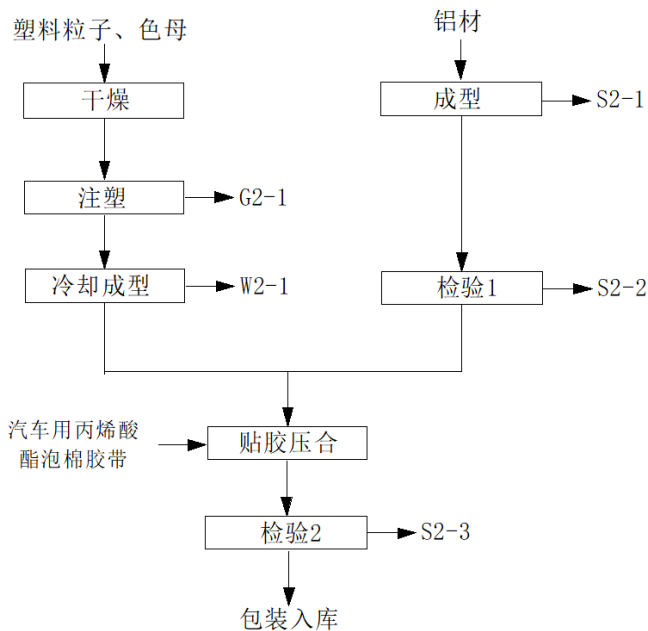 塑料粒子、色母
铝材
干燥
成型
S2-1
注塑
G2-1
冷却成型
W2-1
检验1
S2-2
汽车用丙烯酸
酯泡棉胶带
贴胶压合
检验2
S2-3
包装入库